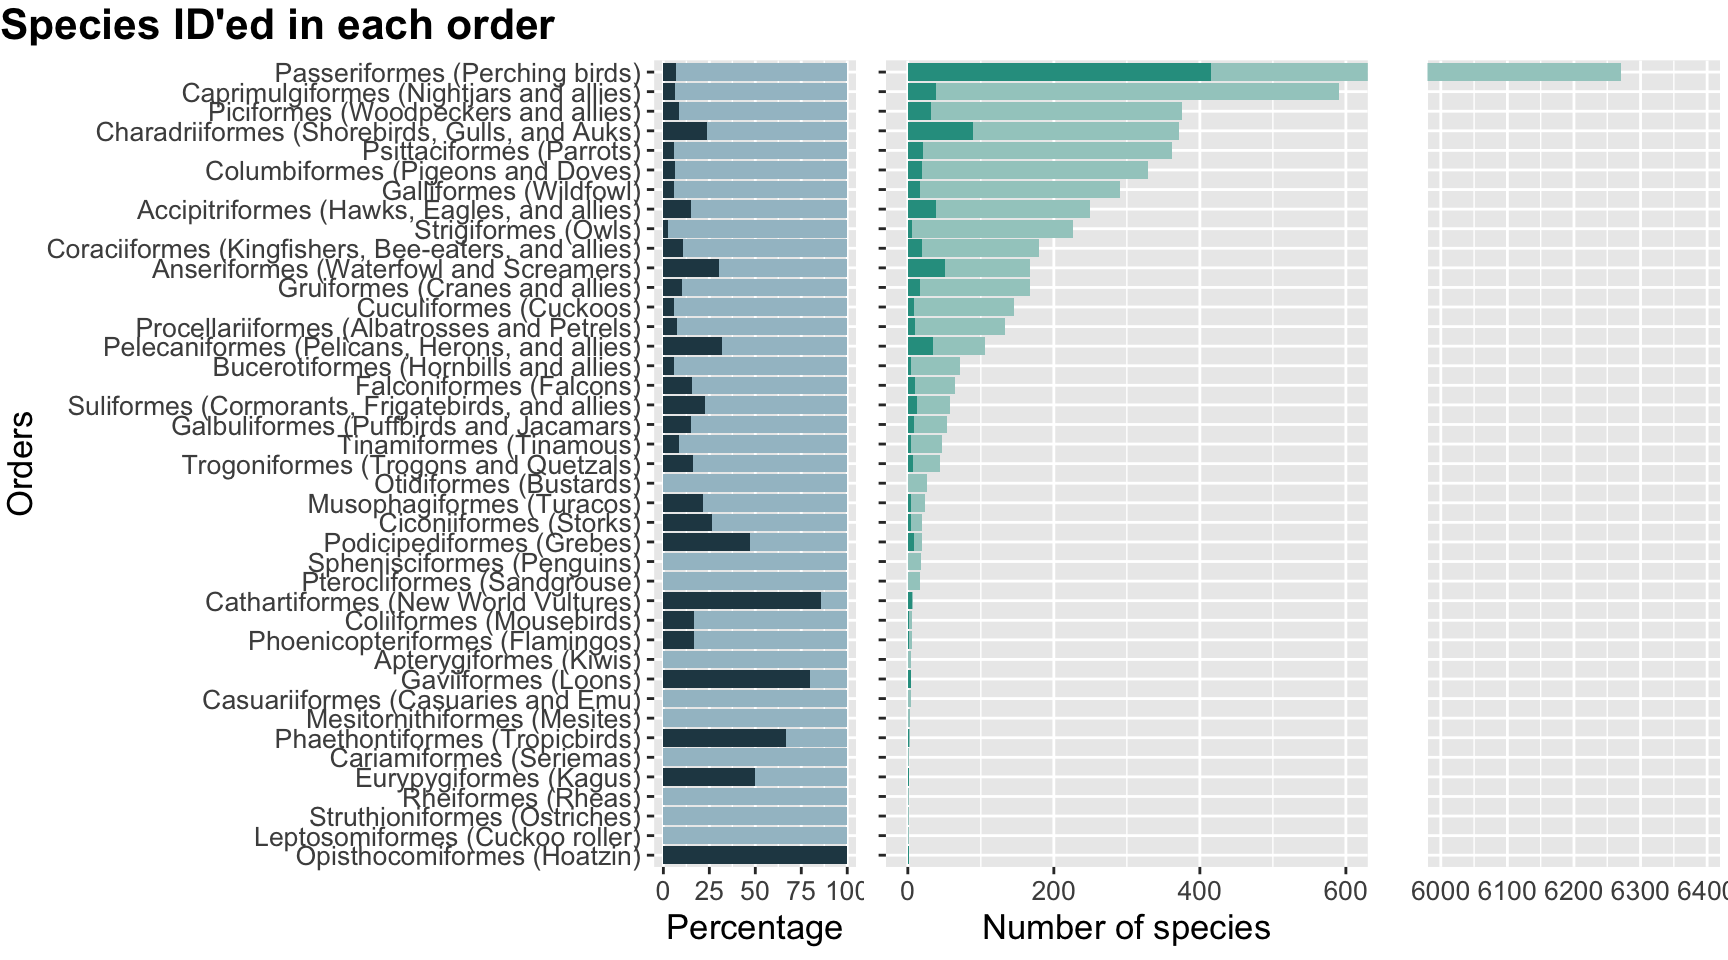 Species ID'ed in each order
Orders
Passeriformes (Perching birds)
Caprimulgiformes (Nightjars and allies)
Piciformes (Woodpeckers and allies)
Charadriiformes (Shorebirds, Gulls, and Auks)
Psittaciformes (Parrots)
Columbiformes (Pigeons and Doves)
Galliformes (Wildfowl)
Accipitriformes (Hawks, Eagles, and allies)
Strigiformes (Owls)
Coraciiformes (Kingfishers, Bee-eaters, and allies)
Anseriformes (Waterfowl and Screamers)
Gruiformes (Cranes and allies)
Cuculiformes (Cuckoos)
Procellariiformes (Albatrosses and Petrels)
Pelecaniformes (Pelicans, Herons, and allies)
Bucerotiformes (Hornbills and allies)
Falconiformes (Falcons)
Suliformes (Cormorants, Frigatebirds, and allies)
Galbuliformes (Puffbirds and Jacamars)
Tinamiformes (Tinamous)
Trogoniformes (Trogons and Quetzals)
Otidiformes (Bustards)
Musophagiformes (Turacos)
Ciconiiformes (Storks)
Podicipediformes (Grebes)
Sphenisciformes (Penguins)
Pterocliformes (Sandgrouse)
Cathartiformes (New World Vultures)
Coliiformes (Mousebirds)
Phoenicopteriformes (Flamingos)
Apterygiformes (Kiwis)
Gaviiformes (Loons)
Casuariiformes (Casuaries and Emu)
Mesitornithiformes (Mesites)
Phaethontiformes (Tropicbirds)
Cariamiformes (Seriemas)
Eurypygiformes (Kagus)
Rheiformes (Rheas)
Struthioniformes (Ostriches)
Leptosomiformes (Cuckoo roller)
Opisthocomiformes (Hoatzin)
0 25 50 75 100
Percentage
0 200 400 600
Number of species
6000 6100 6200 6300 6400